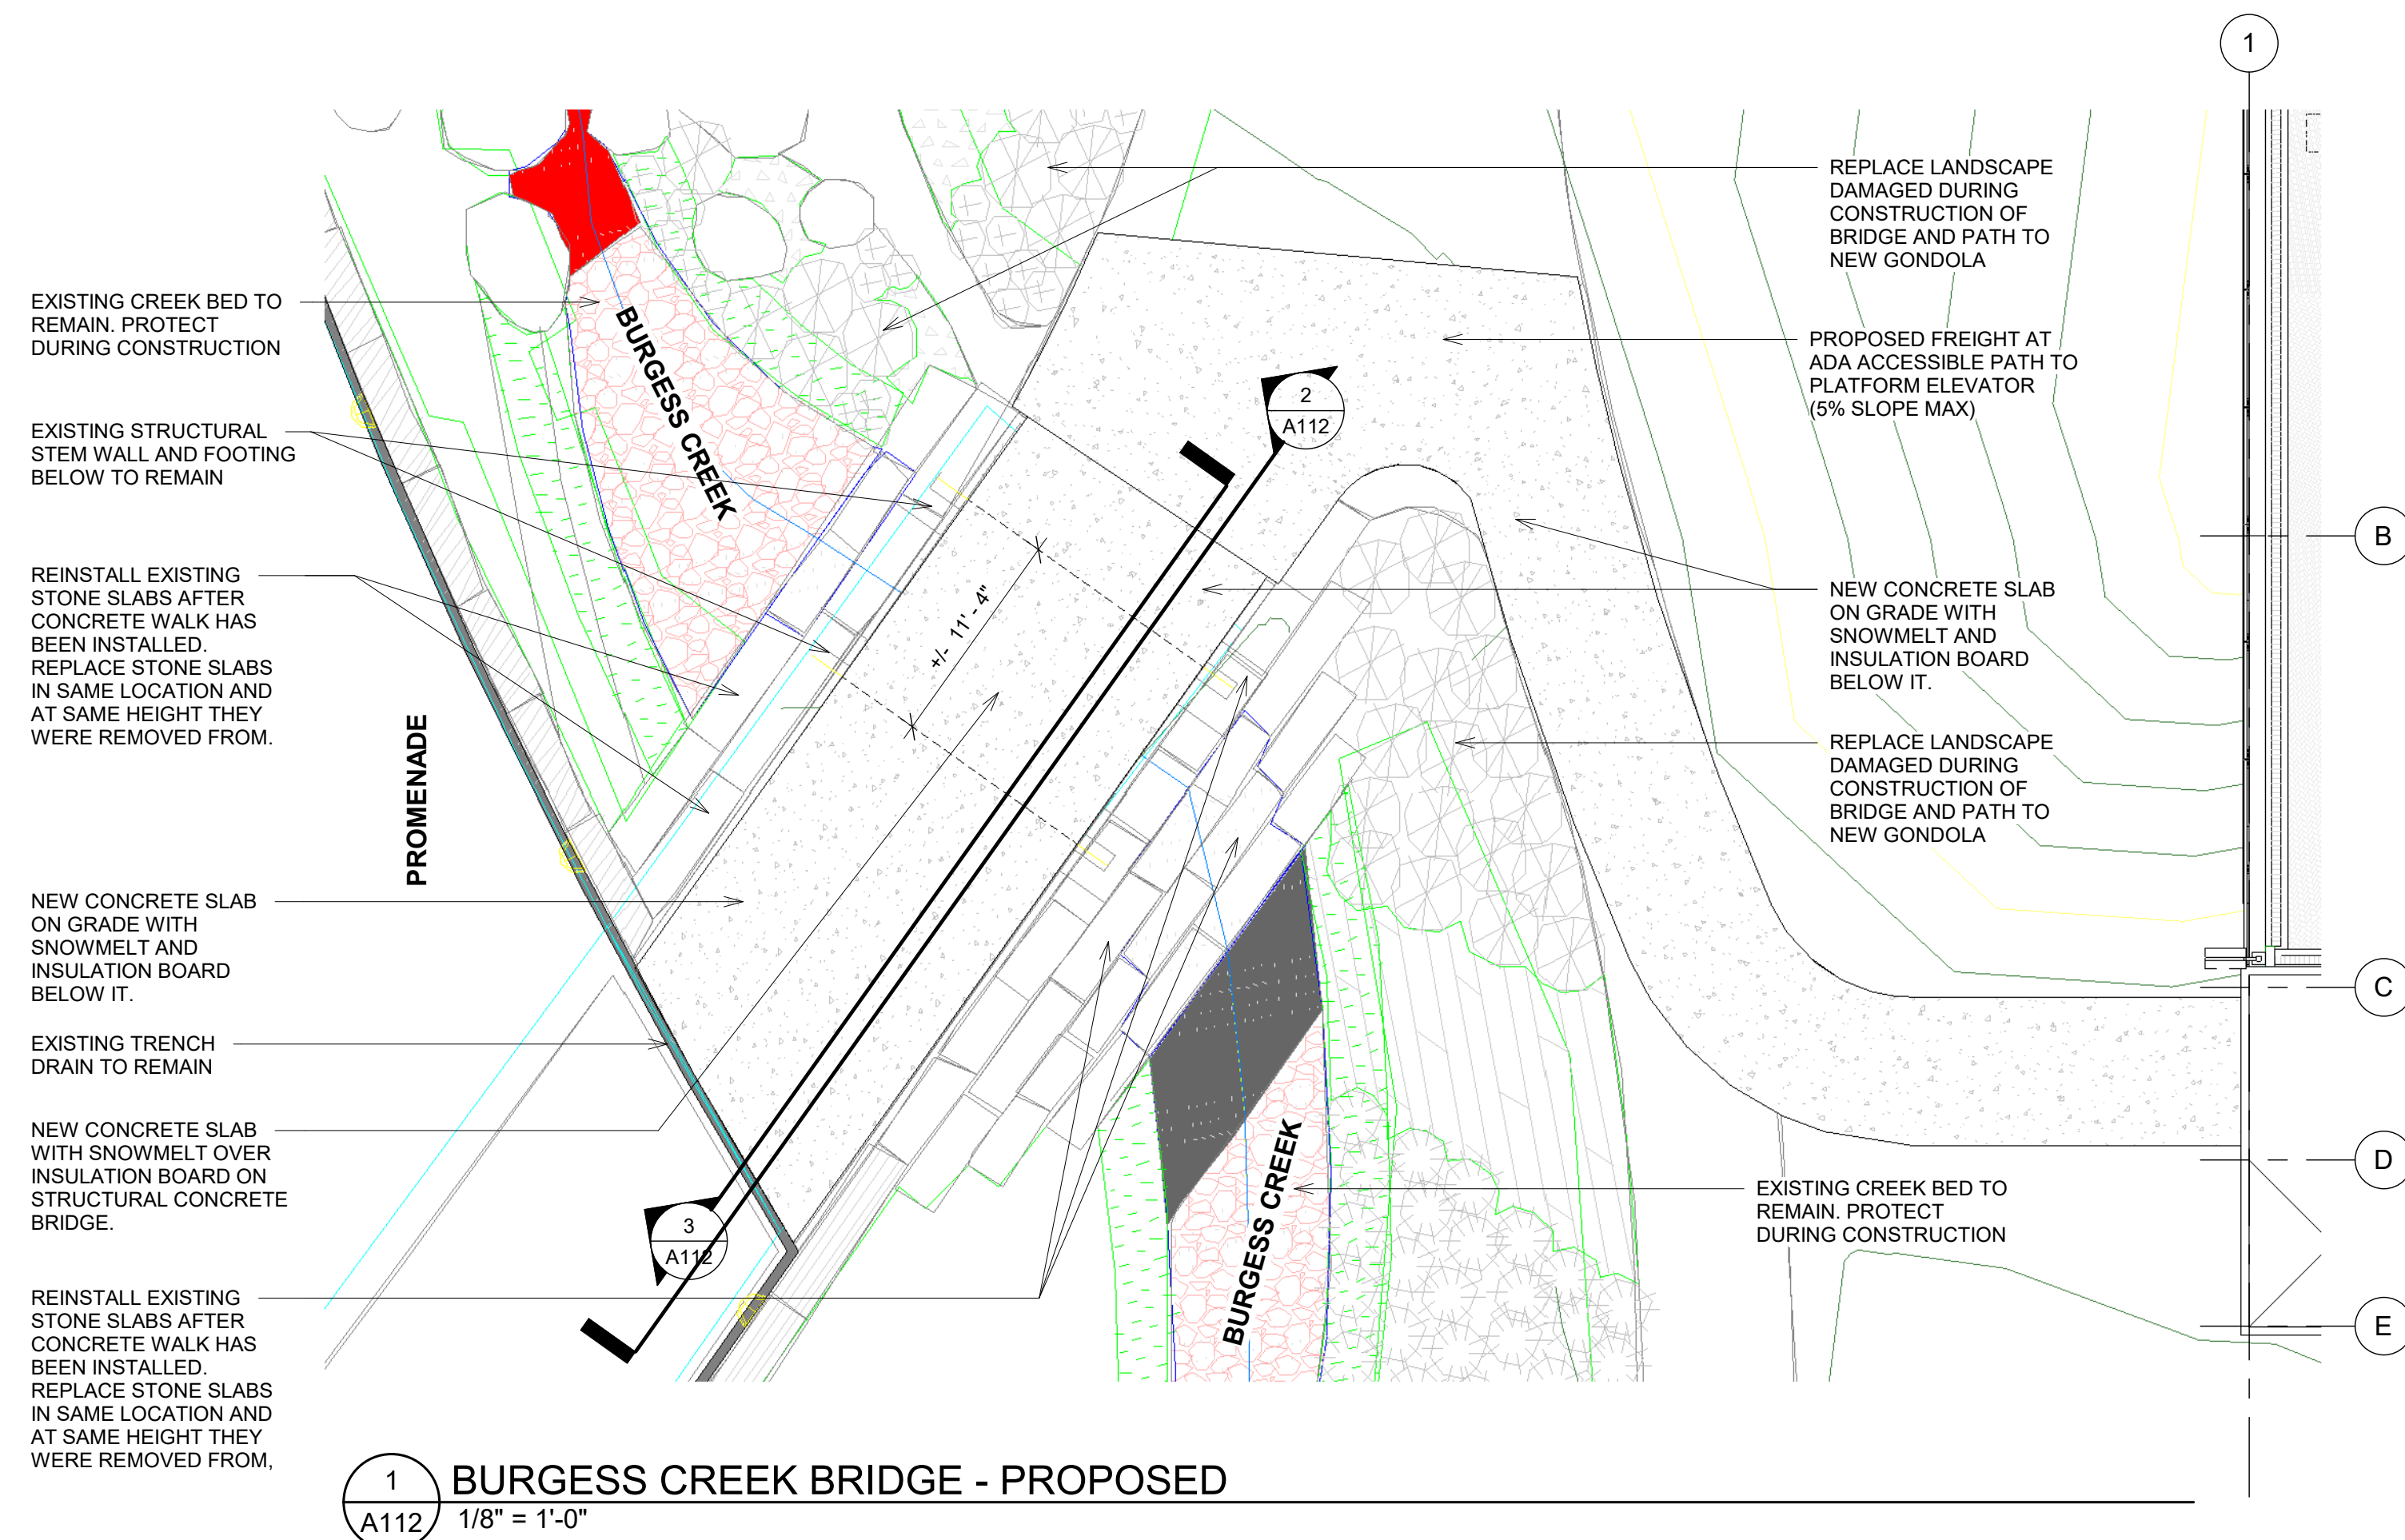 1
REPLACE LANDSCAPE
DAMAGED DURING
CONSTRUCTION OF
BRIDGE AND PATH TO
NEW GONDOLA
EXISTING CREEK BED TO
REMAIN. PROTECT
DURING CONSTRUCTION
BURGESS CREEK
PROPOSED FREIGHT AT
ADA ACCESSIBLE PATH TO
PLATFORM ELEVATOR
(5% SLOPE MAX)
2
A112
EXISTING STRUCTURAL
STEM WALL AND FOOTING
BELOW TO REMAIN
B
REINSTALL EXISTING
STONE SLABS AFTER
CONCRETE WALK HAS
BEEN INSTALLED.
REPLACE STONE SLABS
IN SAME LOCATION AND
AT SAME HEIGHT THEY
WERE REMOVED FROM.
+/- 11' - 4"
NEW CONCRETE SLAB
ON GRADE WITH
SNOWMELT AND
INSULATION BOARD
BELOW IT.
PROMENADE
REPLACE LANDSCAPE
DAMAGED DURING
CONSTRUCTION OF
BRIDGE AND PATH TO
NEW GONDOLA
NEW CONCRETE SLAB
ON GRADE WITH
SNOWMELT AND
INSULATION BOARD
BELOW IT.
C
EXISTING TRENCH
DRAIN TO REMAIN
NEW CONCRETE SLAB
WITH SNOWMELT OVER
INSULATION BOARD ON
STRUCTURAL CONCRETE
BRIDGE.
D
BURGESS CREEK
EXISTING CREEK BED TO
REMAIN. PROTECT
DURING CONSTRUCTION
3
A112
REINSTALL EXISTING
STONE SLABS AFTER
CONCRETE WALK HAS
BEEN INSTALLED.
REPLACE STONE SLABS
IN SAME LOCATION AND
AT SAME HEIGHT THEY
WERE REMOVED FROM,
E
1
A112
BURGESS CREEK BRIDGE - PROPOSED
1/8" = 1'-0"